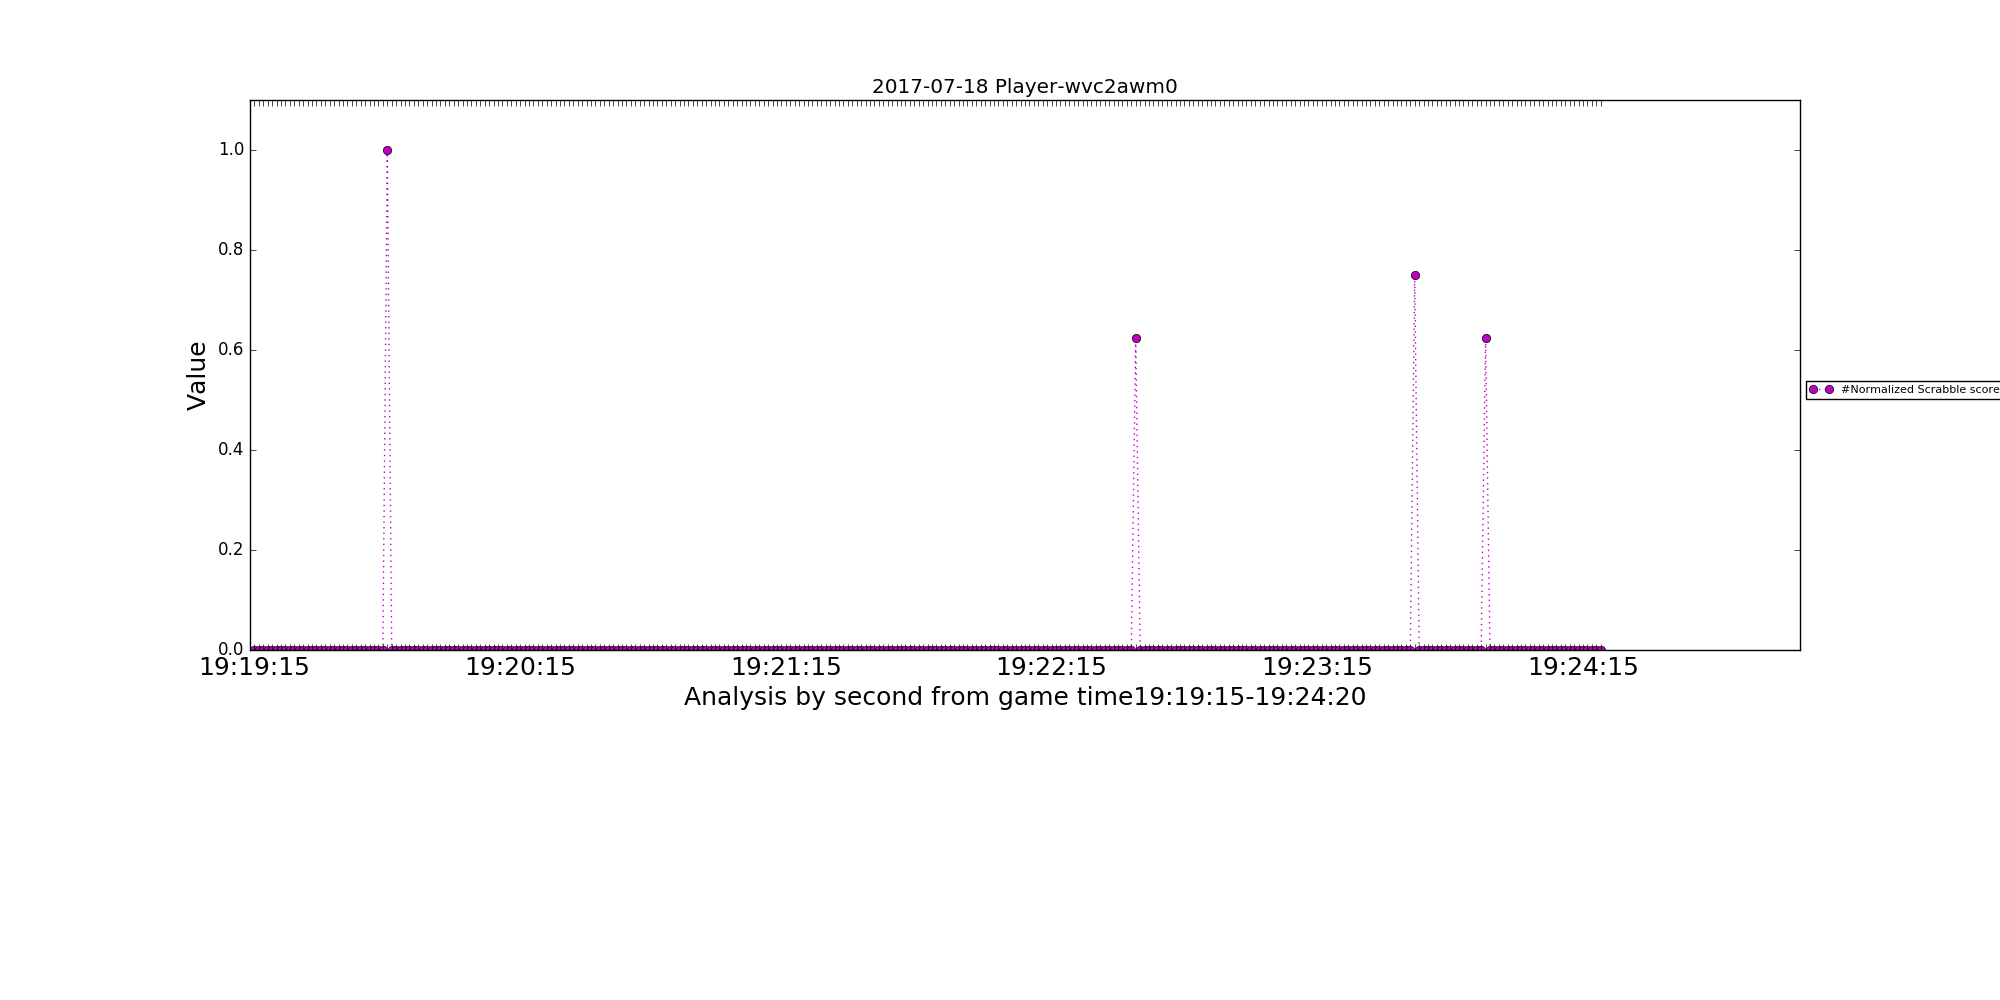 2017-07-18 Player-wvc2awm0
1.0
0.8
0.6
0.4
0.2
0.0
Value
#Normalized Scrabble score
19:19:15 19:20:15 19:21:15 19:22:15 19:23:15 19:24:15
Analysis by second from game time19:19:15-19:24:20